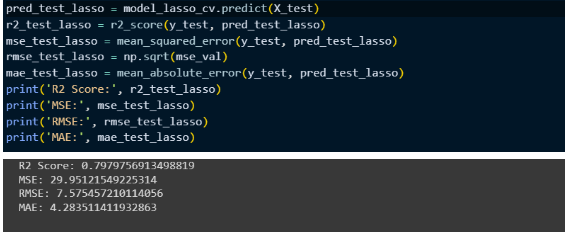 pred_test_lasso = model_lasso_cv.predict(X_test)
r2_test_lasso = r2_score(y_test, pred_test_lasso)
mse_test_lasso = mean_squared_error(y_test, pred_test_lasso)
rmse_test_lasso = np.sqrt(mse_val)
mae_test_lasso = mean_absolute_error(y_test, pred_test_lasso)
print('R2 Score:', r2_test_lasso)
print('MSE:', mse_test_lasso)
print('RMSE:', rmse_test_lasso)
print('MAE:', mae_test_lasso)
R2 Score: 0.7979756913498819
MSE: 29.95121549225314
RMSE: 7.575457210114056
MAE: 4.283511411932863